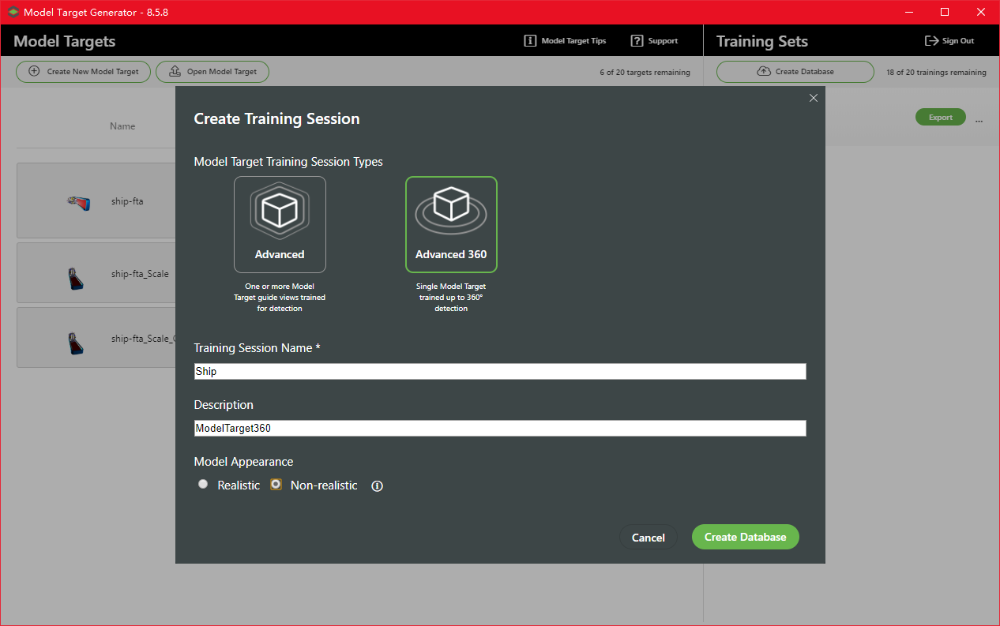 Model Target Generator - 8.5.8
Model Targets
Model Target Tips
Support
Training Sets
Sign Out
Create New Model Target
Open Model Target
6 of 20 targets remaining
Create Database
18 of 20 trainings remaining
Name
Export
...
ship-fta
ship-fta_Scale
ship-fta_Scale_
Create Training Session
Model Target Training Session Types
Advanced
One or more Model
Target guide views trained
for detection
Advanced 360
Single Model Target
trained up to 360°
detection
Training Session Name *
Ship
Description
ModelTarget360
Model Appearance
Realistic
Non-realistic
Cancel
Create Database